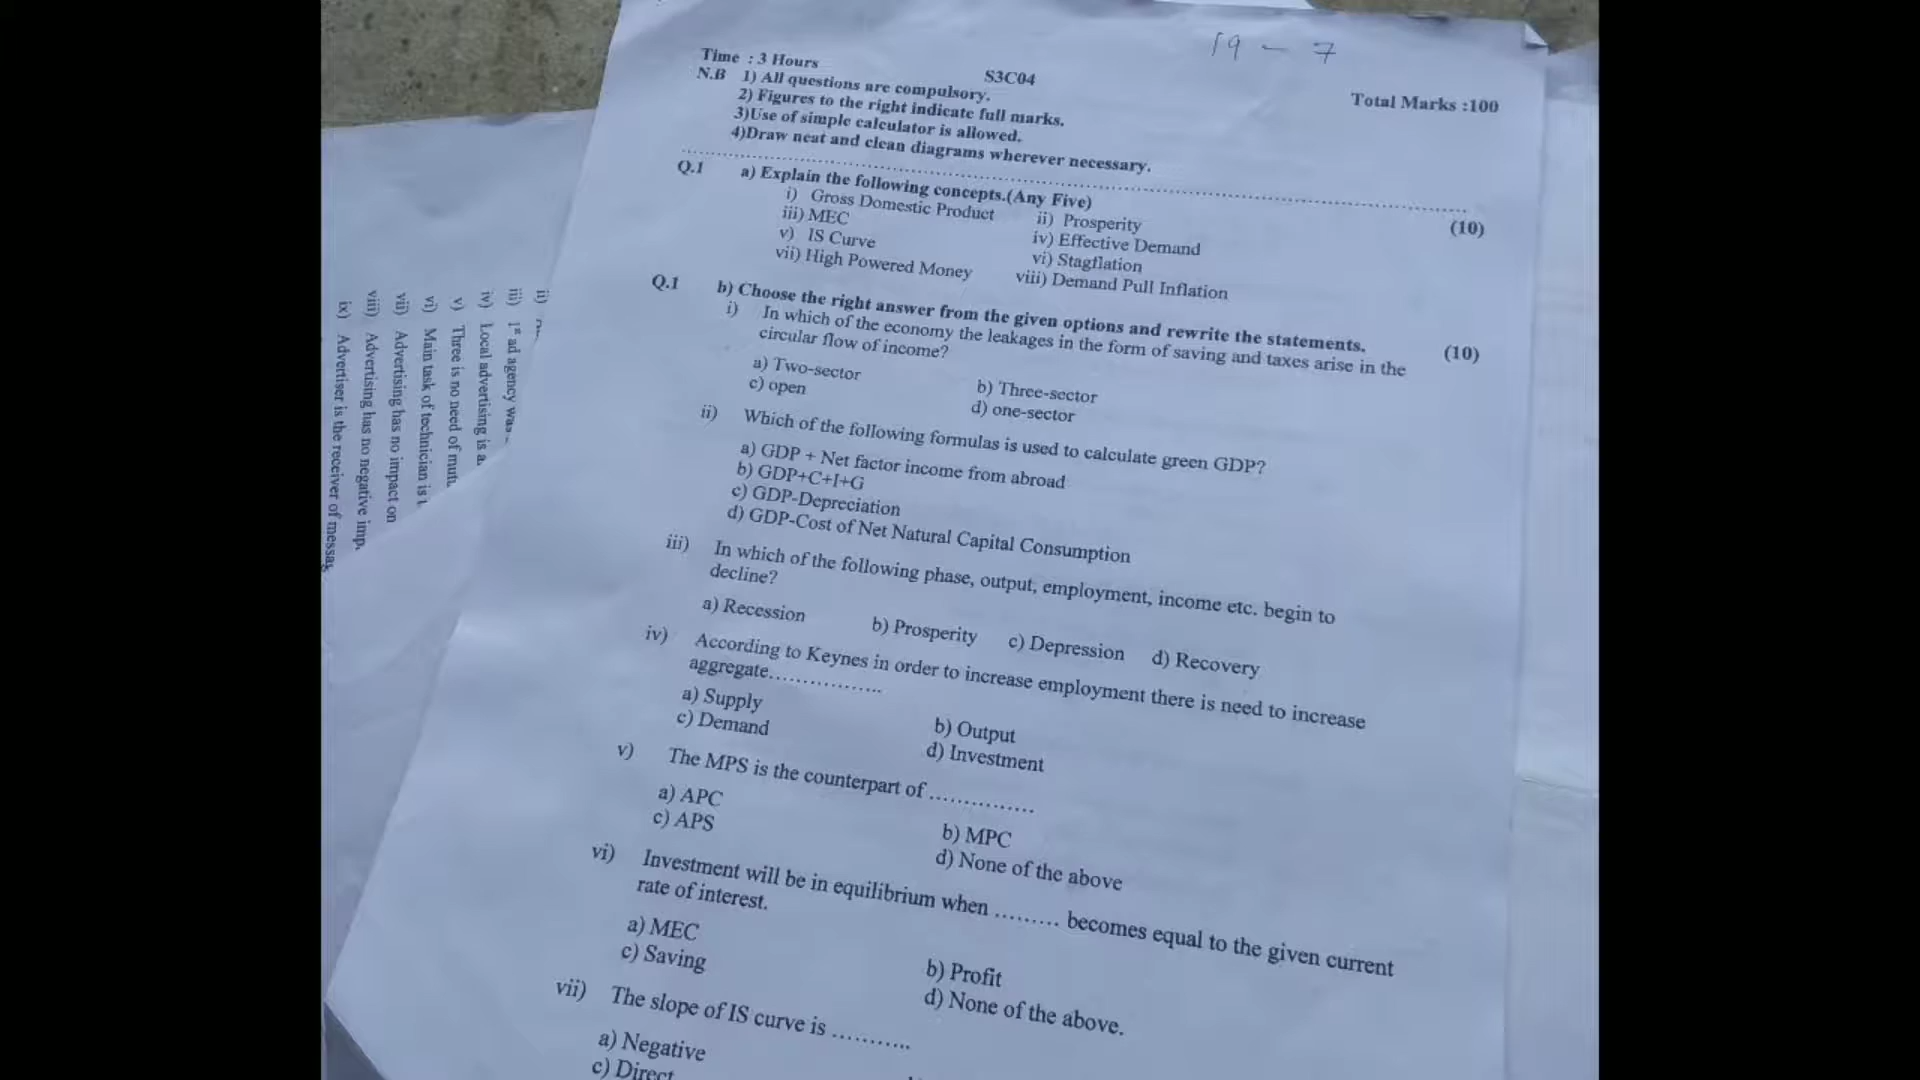 19 - 7
Time : 3 Hours
S3C04
Total Marks :100
N.B 1) All questions are compulsory.
2) Figures to the right indicate full marks.
3)Use of simple calculator is allowed.
4)Draw neat and clean diagrams wherever necessary.
Q.1 a) Explain the following concepts.(Any Five) (10)
i) Gross Domestic Product ii) Prosperity
iii) MEC iv) Effective Demand
v) IS Curve vi) Stagflation
vii) High Powered Money viii) Demand Pull Inflation
Q.1 b) Choose the right answer from the given options and rewrite the statements. (10)
i) In which of the economy the leakages in the form of saving and taxes arise in the
circular flow of income?
a) Two-sector b) Three-sector
c) open d) one-sector
ii) Which of the following formulas is used to calculate green GDP?
a) GDP + Net factor income from abroad
b) GDP+C+I+G
c) GDP-Depreciation
d) GDP-Cost of Net Natural Capital Consumption
iii) In which of the following phase, output, employment, income etc. begin to
decline?
a) Recession b) Prosperity c) Depression d) Recovery
iv) According to Keynes in order to increase employment there is need to increase
aggregate................
a) Supply b) Output
c) Demand d) Investment
v) The MPS is the counterpart of ...............
a) APC b) MPC
c) APS d) None of the above
vi) Investment will be in equilibrium when ......... becomes equal to the given current
rate of interest.
a) MEC b) Profit
c) Saving d) None of the above.
vii) The slope of IS curve is ...........
a) Negative
c) Direct
ii)
iii) 1st ad agency was
iv) Local advertising is
v) Three is no need of
vi) Main task of technician is
vii) Advertising has no impact on
viii) Advertising has no negative
ix) Advertiser is the receiver of